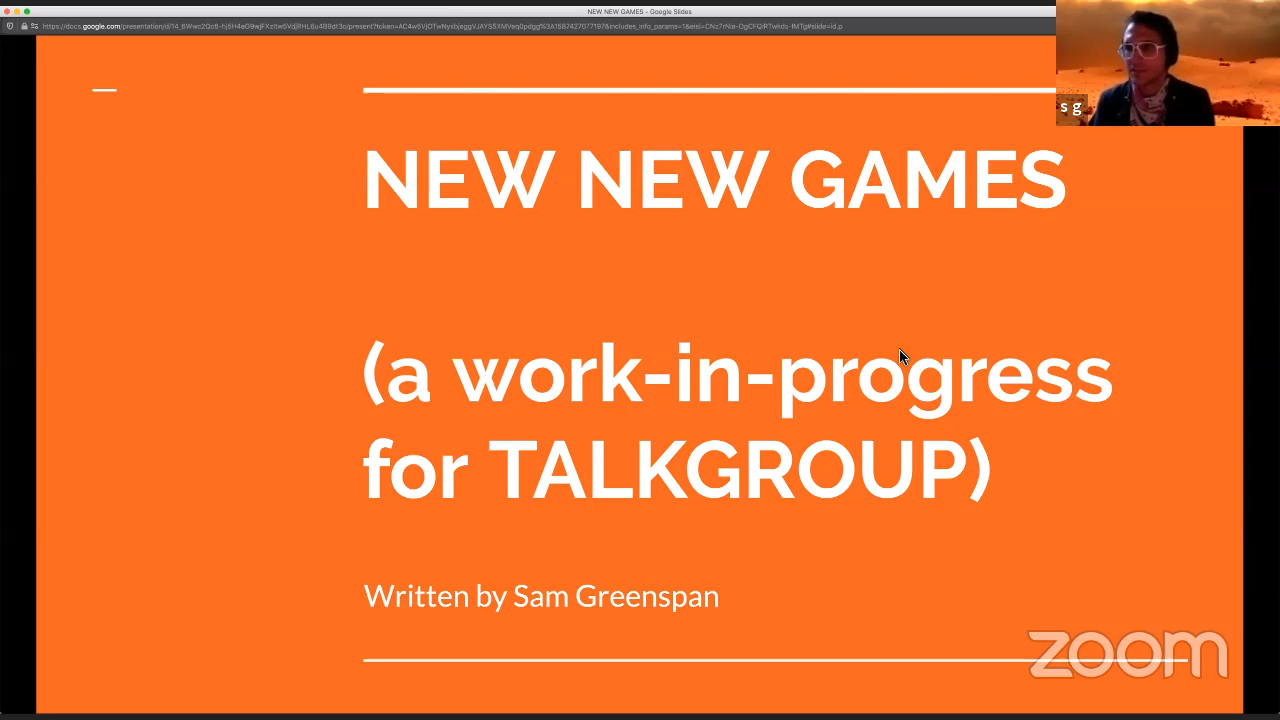 NEW NEW GAMES - Google Slides
s g
NEW NEW GAMES
(a work-in-progress
for TALKGROUP)
Written by Sam Greenspan
zoom